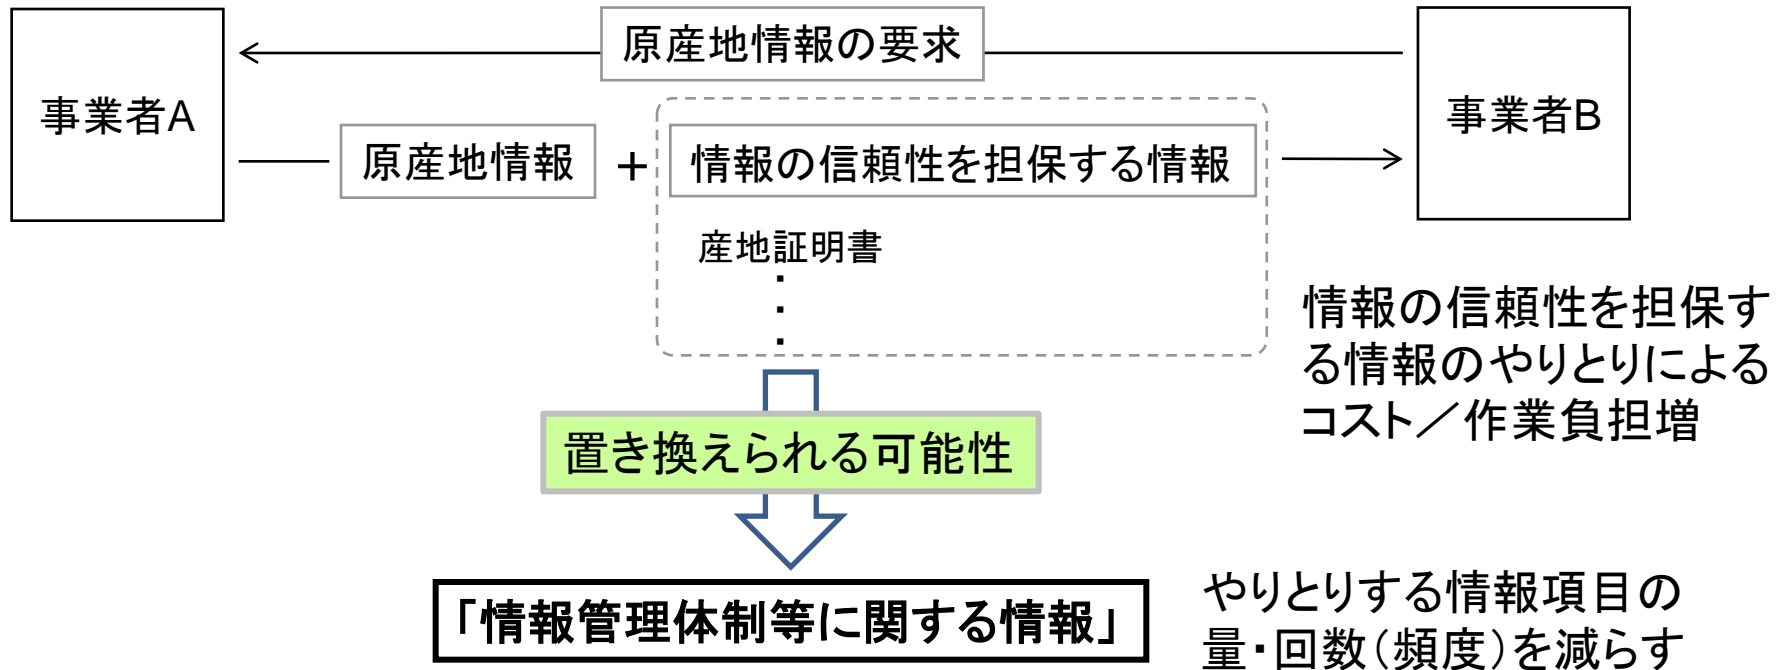 原産地情報の要求
事業者A
事業者B
原産地情報
+
情報の信頼性を担保する情報
産地証明書
・
・
・
情報の信頼性を担保す
る情報のやりとりによる
コスト／作業負担増
置き換えられる可能性
「情報管理体制等に関する情報」
やりとりする情報項目の
量・回数(頻度)を減らす